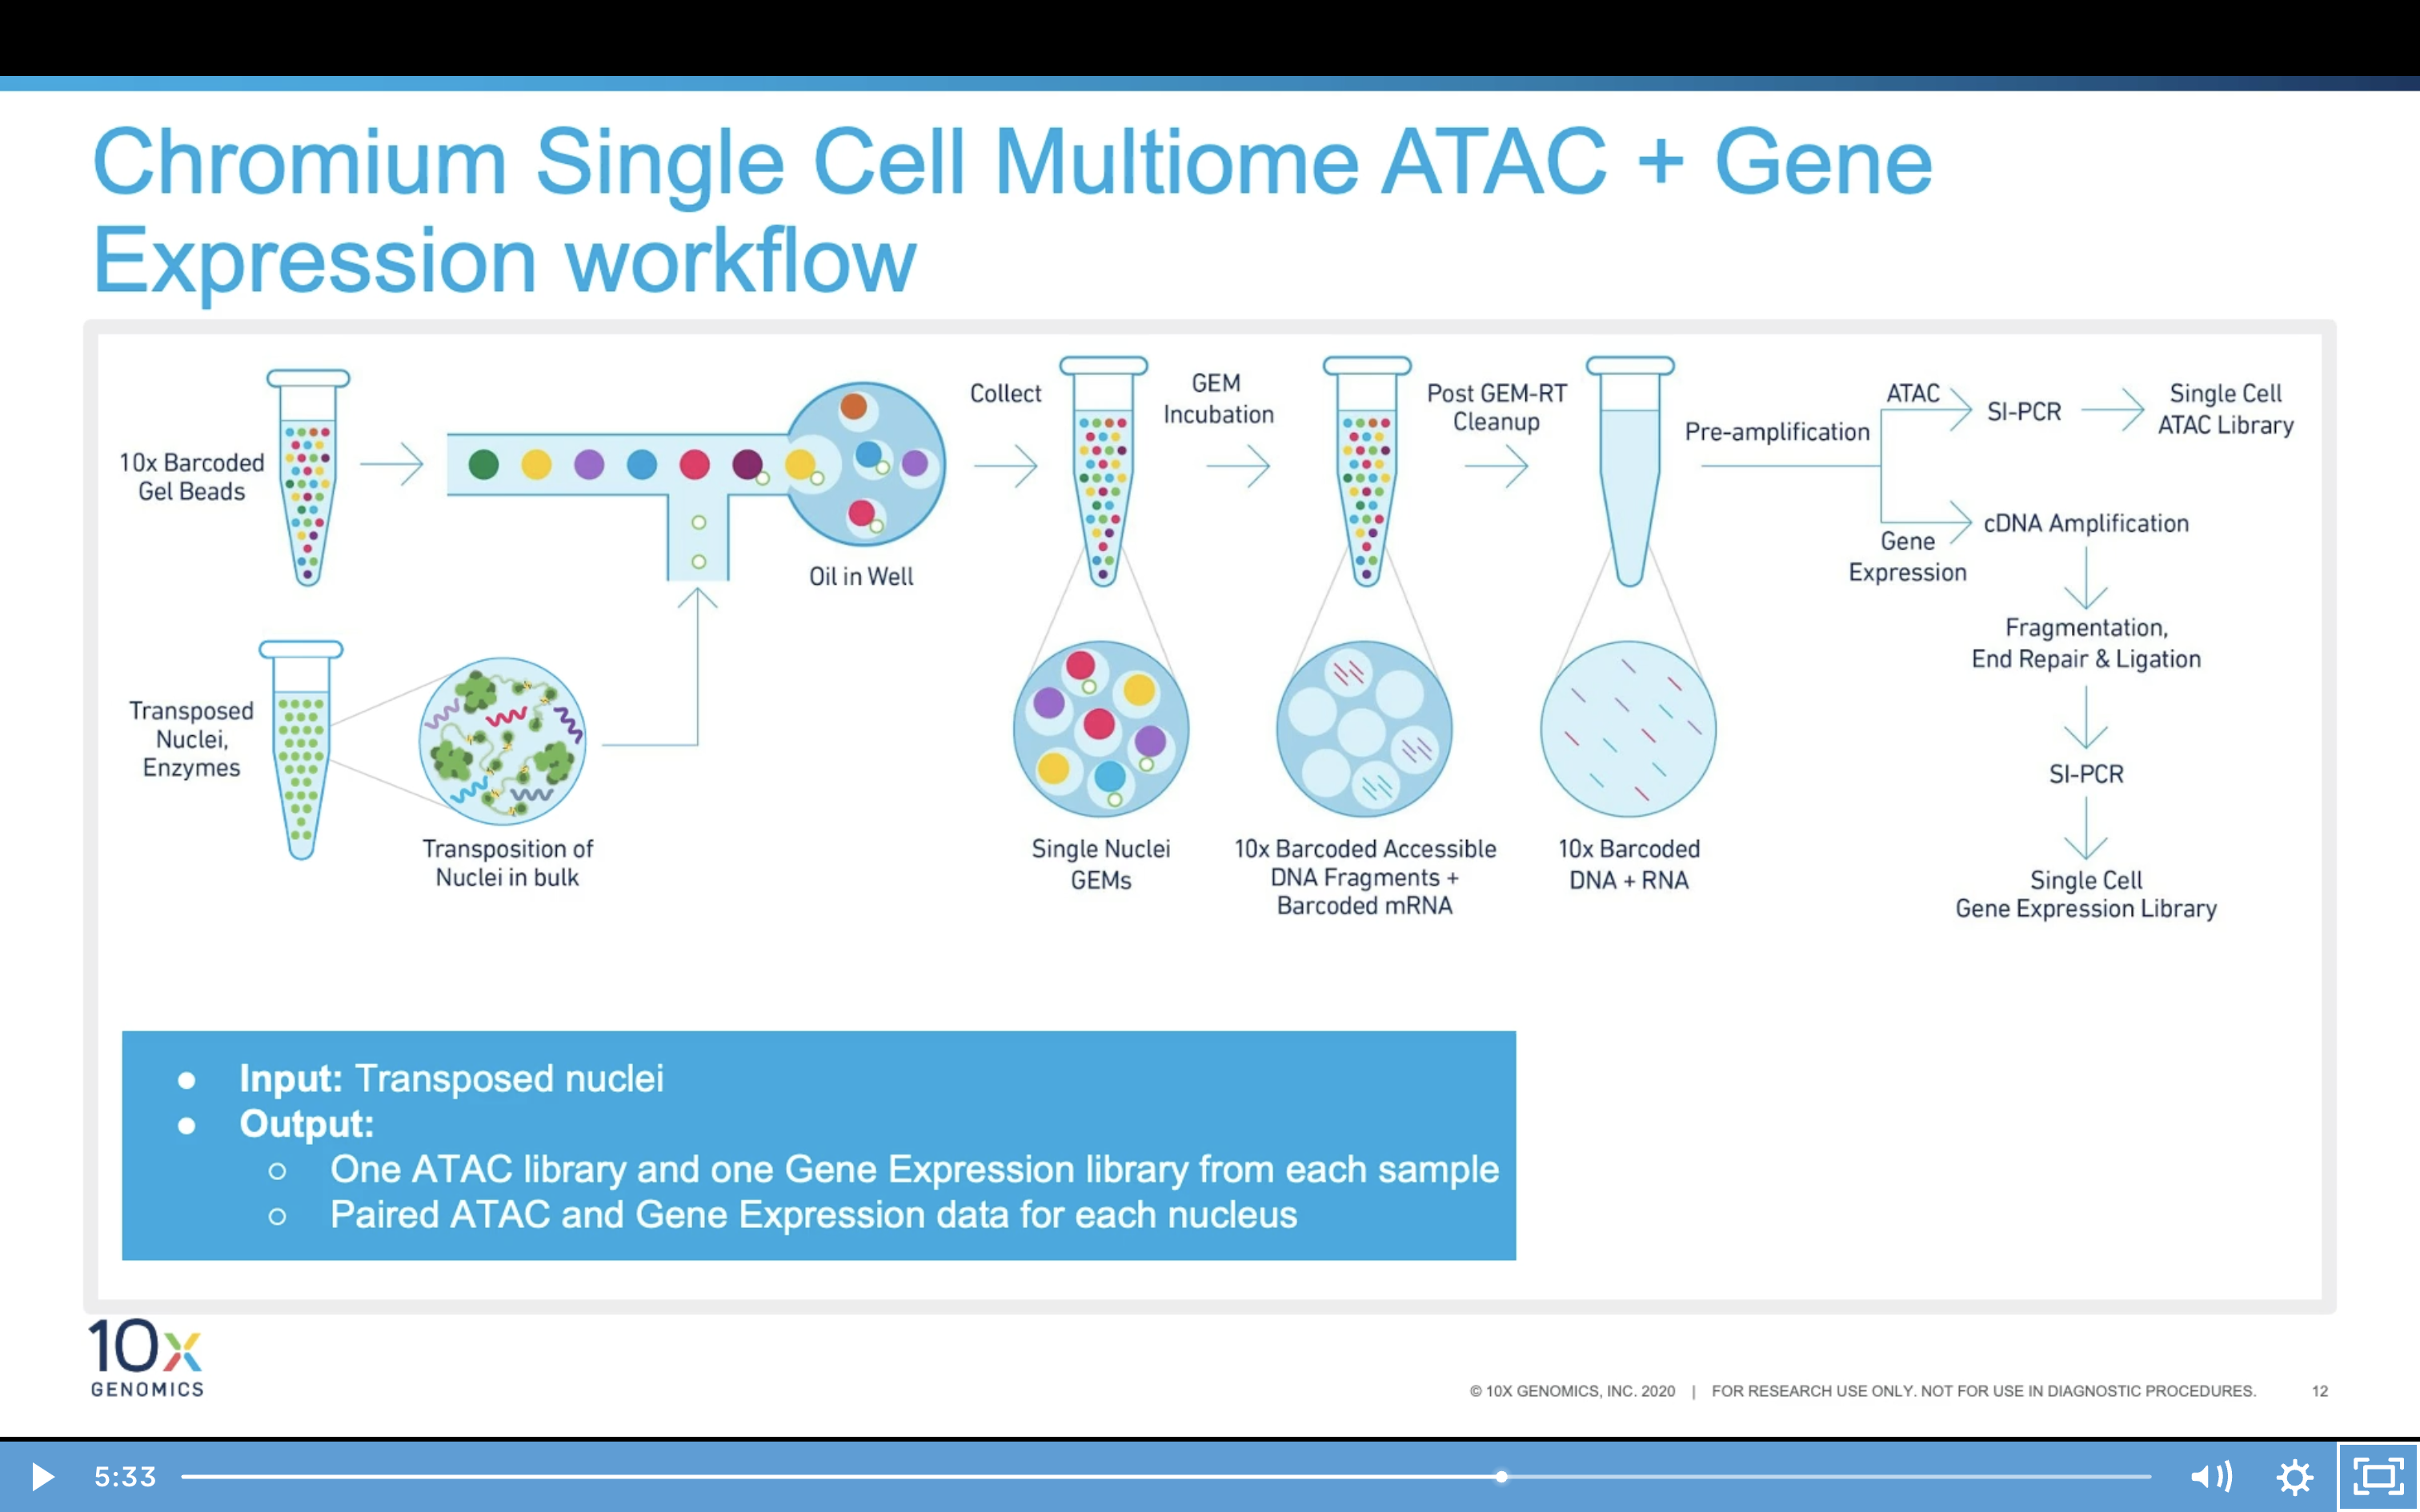 Chromium Single Cell Multiome ATAC + Gene
Expression workflow
10x Barcoded
Gel Beads
Oil in Well
Transposed
Nuclei,
Enzymes
Transposition of
Nuclei in bulk
Collect
Single Nuclei
GEMs
GEM
Incubation
10x Barcoded Accessible
DNA Fragments +
Barcoded mRNA
Post GEM-RT
Cleanup
10x Barcoded
DNA + RNA
Pre-amplification
ATAC
SI-PCR
Single Cell
ATAC Library
Gene
Expression
cDNA Amplification
Fragmentation,
End Repair & Ligation
SI-PCR
Single Cell
Gene Expression Library
● Input: Transposed nuclei
● Output:
○ One ATAC library and one Gene Expression library from each sample
○ Paired ATAC and Gene Expression data for each nucleus
10x
GENOMICS
© 10X GENOMICS, INC. 2020 | FOR RESEARCH USE ONLY. NOT FOR USE IN DIAGNOSTIC PROCEDURES. 12
5:33